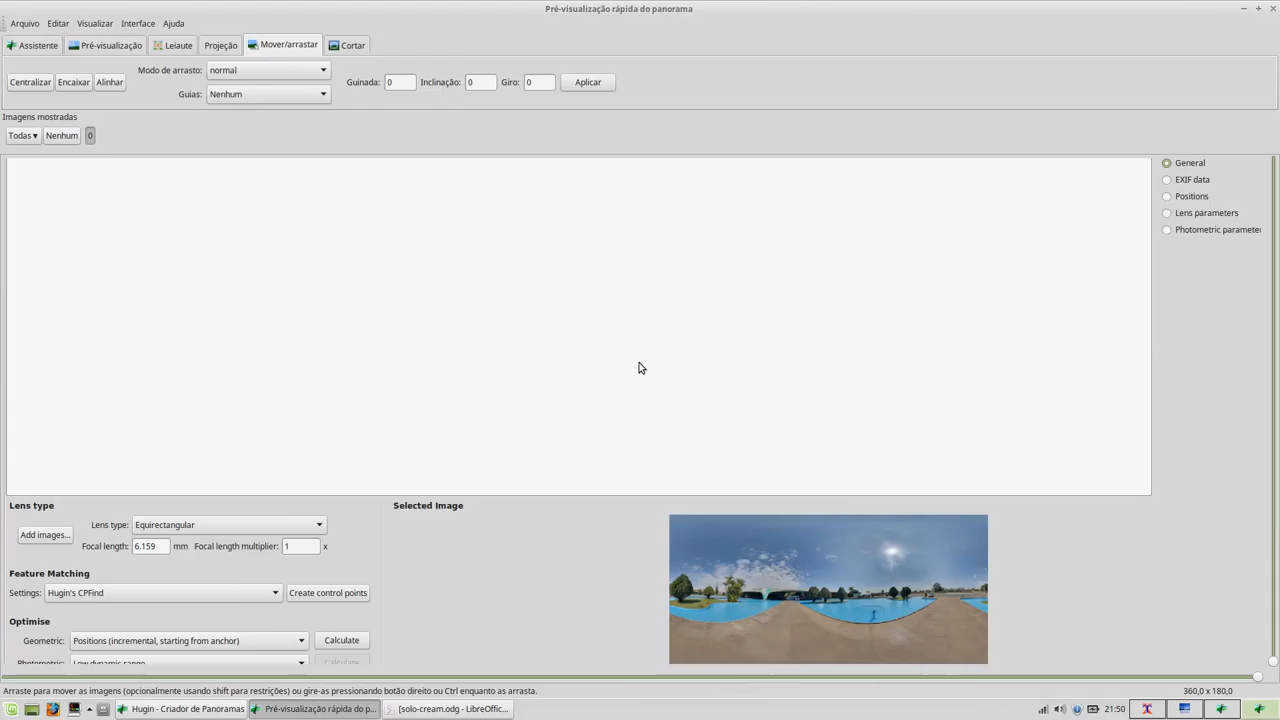 Pré-visualização rápida do panorama
Arquivo Editar Visualizar Interface Ajuda
Assistente Pré-visualização Leiaute Projeção Mover/arrastar Cortar
Centralizar Encaixar Alinhar Modo de arrasto: normal Guinada: 0 Inclinação: 0 Giro: 0 Aplicar
Guias: Nenhum
Imagens mostradas
Todas Nenhum 0
General
EXIF data
Positions
Lens parameters
Photometric parameter
Lens type
Add images... Lens type: Equirectangular
Focal length: 6.159 mm Focal length multiplier: 1 x
Feature Matching
Settings: Hugin's CPFind Create control points
Optimise
Geometric: Positions (incremental, starting from anchor) Calculate
Photometric: Low dynamic range Calculate
Selected Image
Arraste para mover as imagens (opcionalmente usando shift para restrições) ou gire-as pressionando botão direito ou Ctrl enquanto as arrasta. 360,0 x 180,0
Hugin - Criador de Panoramas Pré-visualização rápida do p... [solo-cream.odg - LibreOffic... 21:50